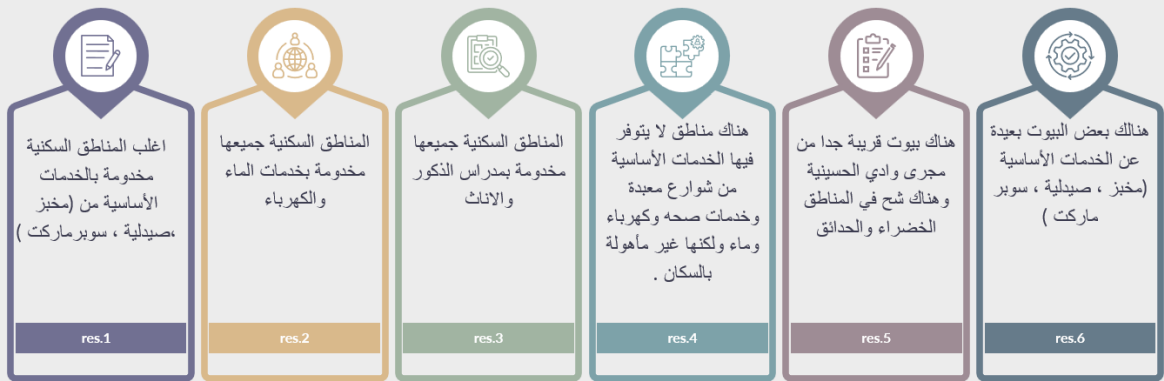 اغلب المناطق السكنية
مخدومة بالخدمات
الأساسية من (مخبز
،صيدلية ، سوبرماركت )
res.1
المناطق السكنية جميعها
مخدومة بخدمات الماء
والكهرباء
res.2
المناطق السكنية جميعها
مخدومة بمدراس الذكور
والاناث
res.3
هناك مناطق لا يتوفر
فيها الخدمات الأساسية
من شوارع معبدة
وخدمات صحه وكهرباء
وماء ولكنها غير مأهولة
بالسكان .
res.4
هناك بيوت قريبة جدا من
مجرى وادي الحسينية
وهناك شح في المناطق
الخضراء والحدائق
res.5
هنالك بعض البيوت بعيدة
عن الخدمات الأساسية
(مخبز ، صيدلية ، سوبر
ماركت )
res.6